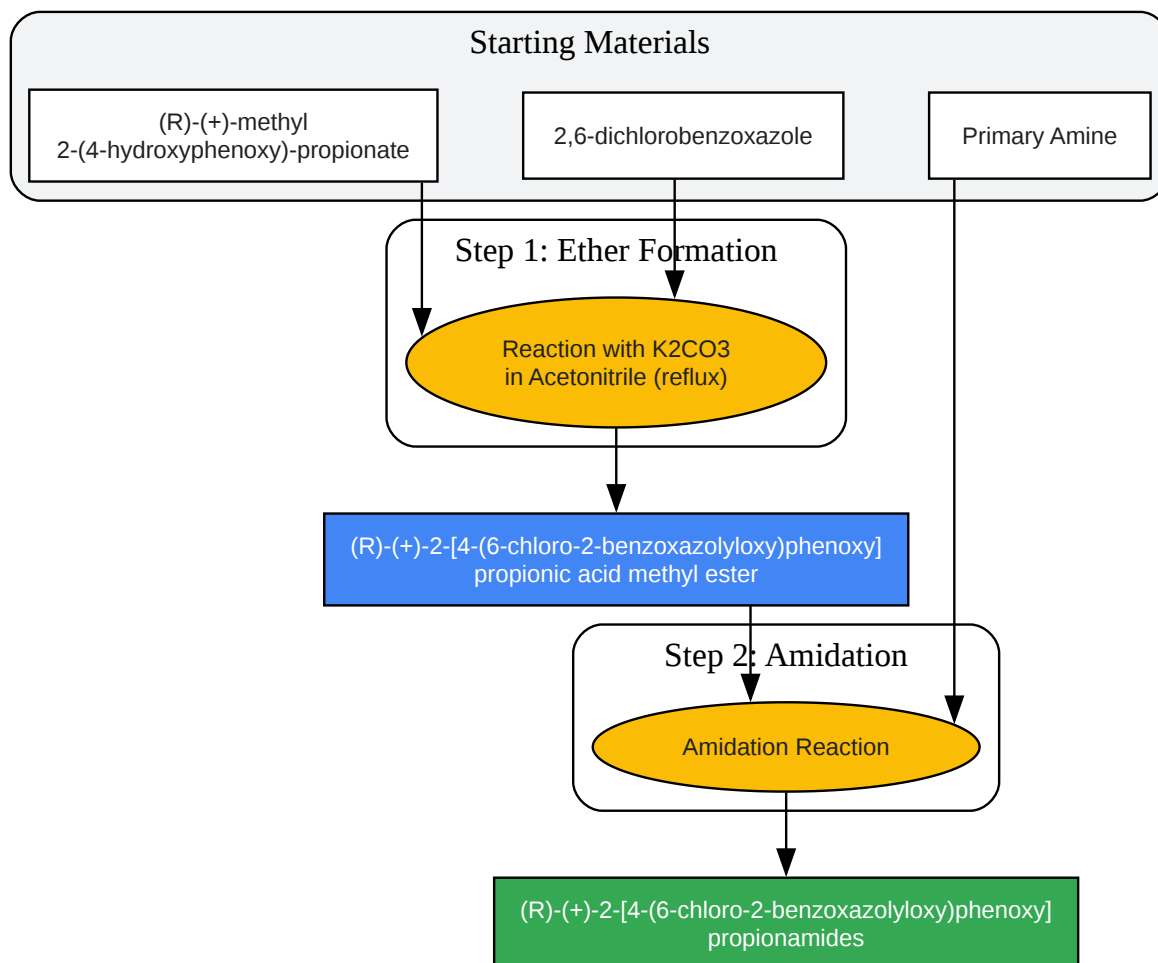 Starting Materials
(R)-(+)-methyl
2-(4-hydroxyphenoxy)-propionate
2,6-dichlorobenzoxazole
Primary Amine
Step 1: Ether Formation
Reaction with K2CO3
in Acetonitrile (reflux)
(R)-(+)-2-[4-(6-chloro-2-benzoxazolyloxy)phenoxy]
propionic acid methyl ester
Step 2: Amidation
Amidation Reaction
(R)-(+)-2-[4-(6-chloro-2-benzoxazolyloxy)phenoxy]
propionamides